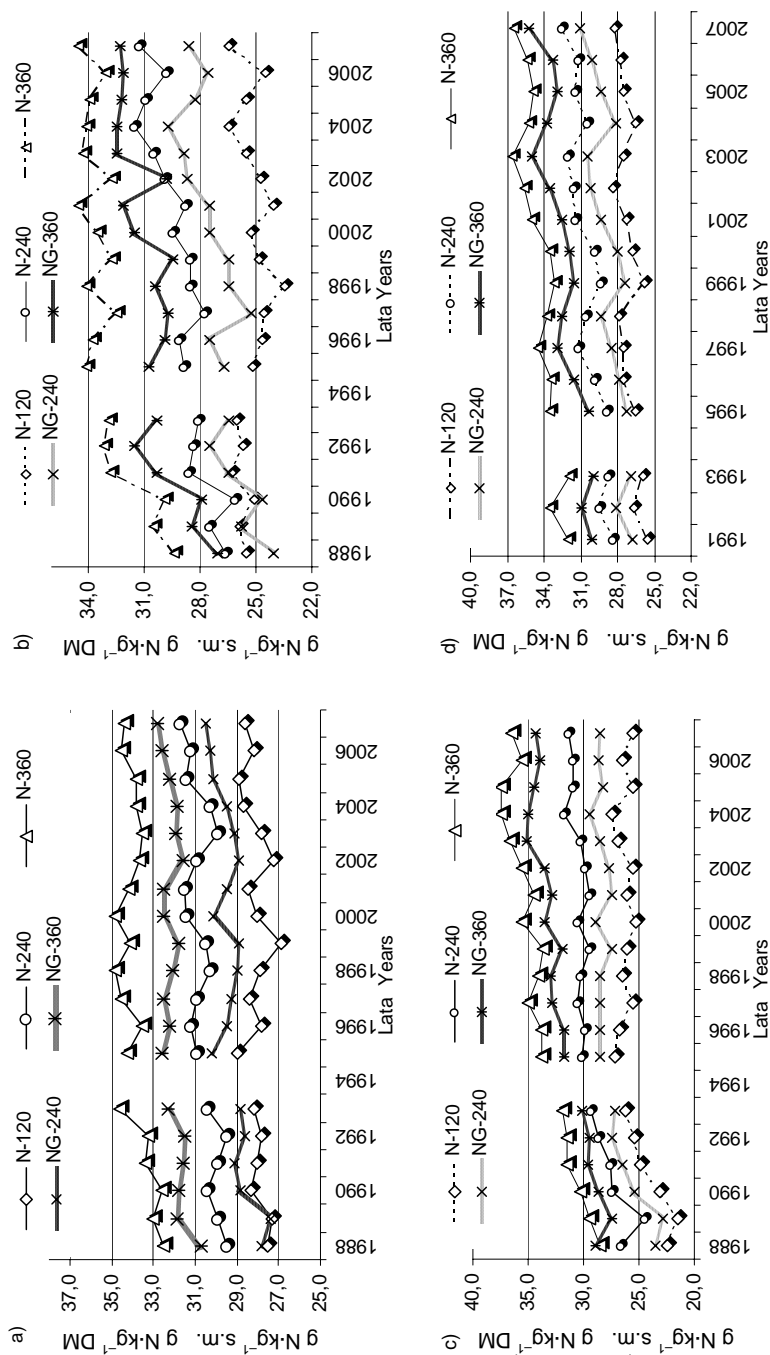 a)
N-120
N-240
N-360
NG-240
NG-360
37,0
35,0
33,0
31,0
29,0
27,0
25,0
g N·kg⁻¹ DM
g N·kg⁻¹ s.m.
1988
1990
1992
1994
1996
1998
2000
2002
2004
2006
Lata Years
b)
N-120
N-240
N-360
NG-240
NG-360
34,0
31,0
28,0
25,0
22,0
g N·kg⁻¹ DM
g N·kg⁻¹ s.m.
1988
1990
1992
1994
1996
1998
2000
2002
2004
2006
Lata Years
c)
N-120
N-240
N-360
NG-240
NG-360
40,0
35,0
30,0
25,0
20,0
g N·kg⁻¹ DM
g N·kg⁻¹ s.m.
1988
1990
1992
1994
1996
1998
2000
2002
2004
2006
Lata Years
d)
N-120
N-240
N-360
NG-240
NG-360
40,0
37,0
34,0
31,0
28,0
25,0
22,0
g N·kg⁻¹ DM
g N·kg⁻¹ s.m.
1991
1993
1995
1997
1999
2001
2003
2005
2007
Lata Years